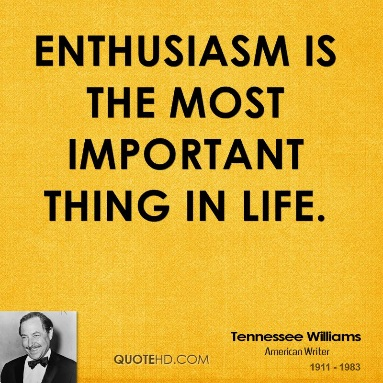 ENTHUSIASM IS
THE MOST
IMPORTANT
THING IN LIFE.
Tennessee Williams
American Writer
QUOTEHD.COM
1911 - 1983